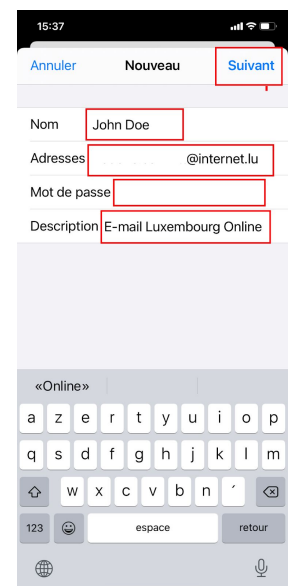 15:37
Annuler Nouveau Suivant
Nom John Doe
Adresses @internet.lu
Mot de passe
Description E-mail Luxembourg Online
«Online»
a z e r t y u i o p
q s d f g h j k l m
w x c v b n ´
123 espace retour